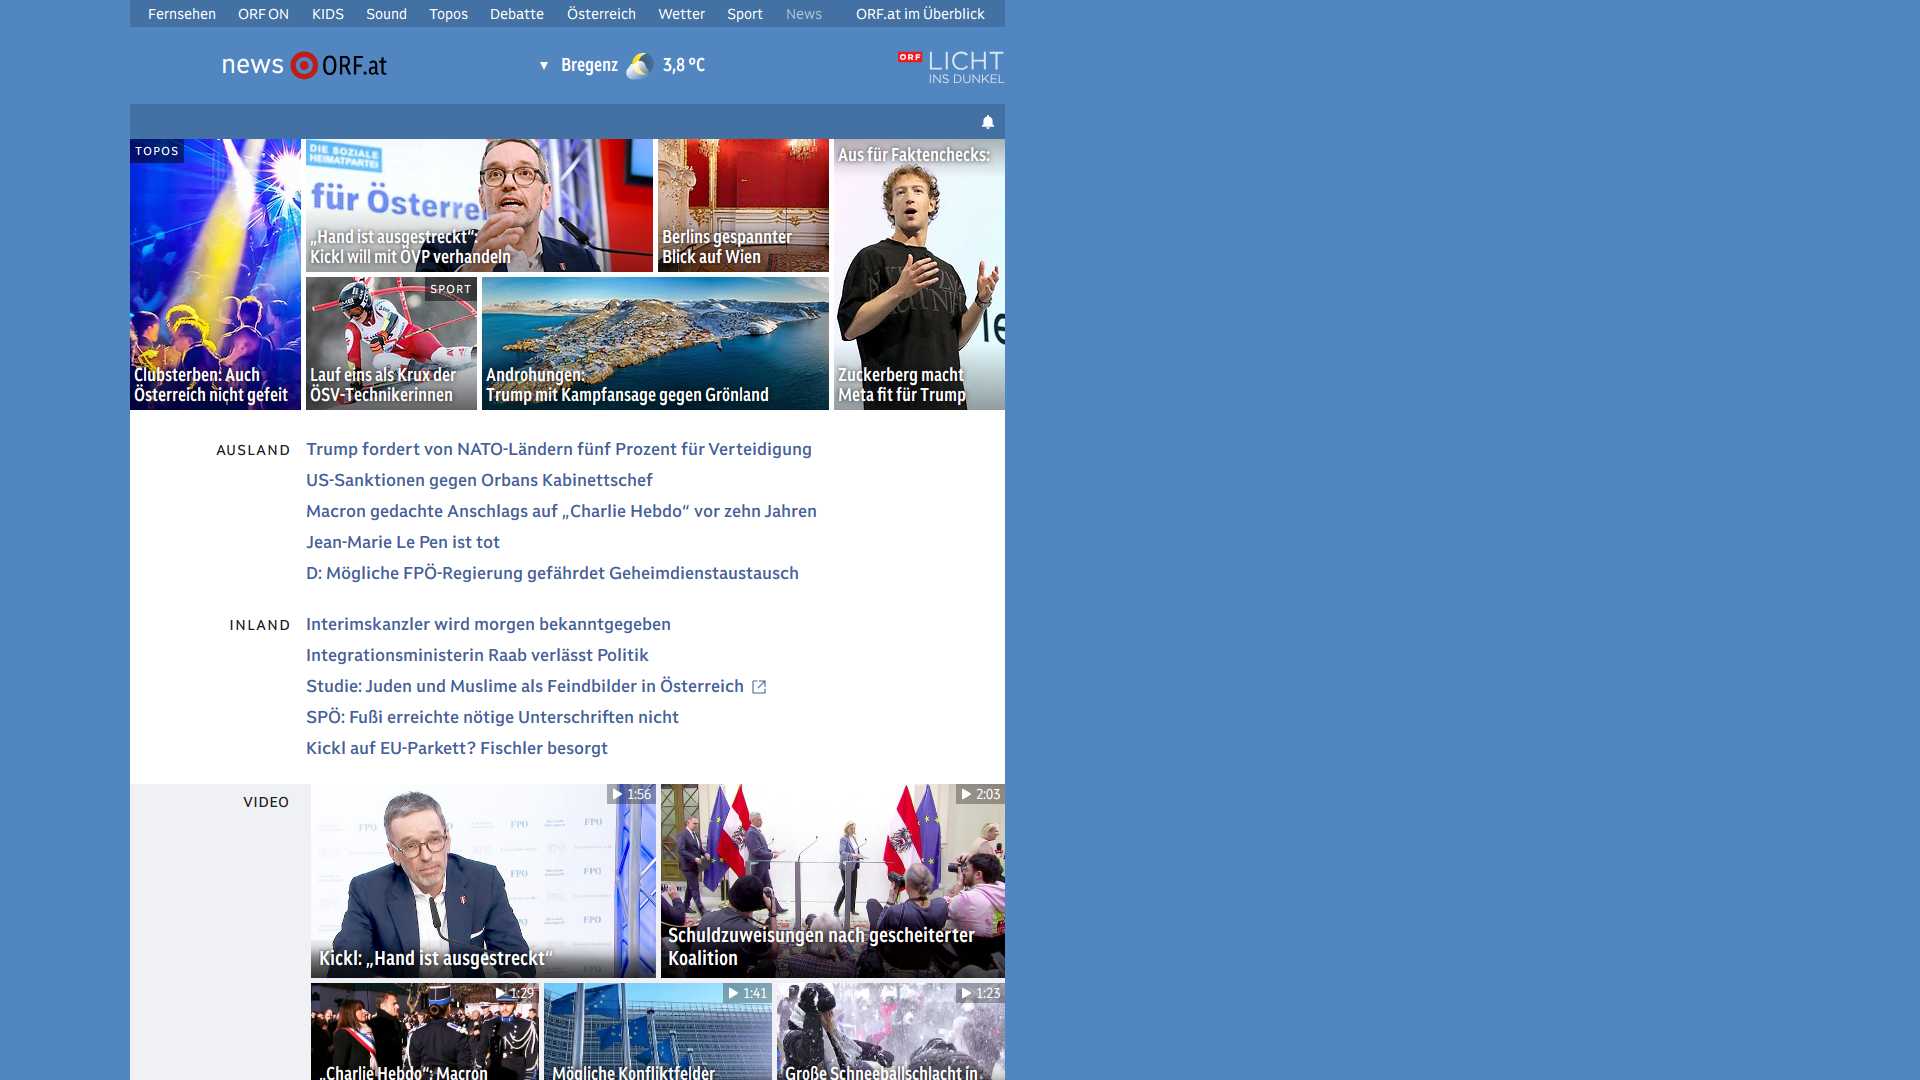 Fernsehen ORF ON KIDS Sound Topos Debatte Österreich Wetter Sport News ORF.at im Überblick
news ORF.at
▼ Bregenz 3,8 °C
ORF LICHT
INS DUNKEL
TOPOS
Clubsterben: Auch
Österreich nicht gefeit
DIE SOZIALE
HEIMATPARTEI
für Österrei
„Hand ist ausgestreckt“:
Kickl will mit ÖVP verhandeln
Berlins gespannter
Blick auf Wien
Aus für Faktenchecks:
Zuckerberg macht
Meta fit für Trump
SPORT
Lauf eins als Krux der
ÖSV-Technikerinnen
Androhungen:
Trump mit Kampfansage gegen Grönland
AUSLAND
Trump fordert von NATO-Ländern fünf Prozent für Verteidigung
US-Sanktionen gegen Orbans Kabinettschef
Macron gedachte Anschlags auf „Charlie Hebdo“ vor zehn Jahren
Jean-Marie Le Pen ist tot
D: Mögliche FPÖ-Regierung gefährdet Geheimdienstaustausch
INLAND
Interimskanzler wird morgen bekanntgegeben
Integrationsministerin Raab verlässt Politik
Studie: Juden und Muslime als Feindbilder in Österreich
SPÖ: Fußi erreichte nötige Unterschriften nicht
Kickl auf EU-Parkett? Fischler besorgt
VIDEO
1:56
FPÖ FPÖ FPÖ
FPÖ FPÖ
FPÖ
Kickl: „Hand ist ausgestreckt“
2:03
Schuldzuweisungen nach gescheiterter
Koalition
1:29
„Charlie Hebdo“: Macron
1:41
Mögliche Konfliktfelder
1:23
Große Schneeballschlacht in